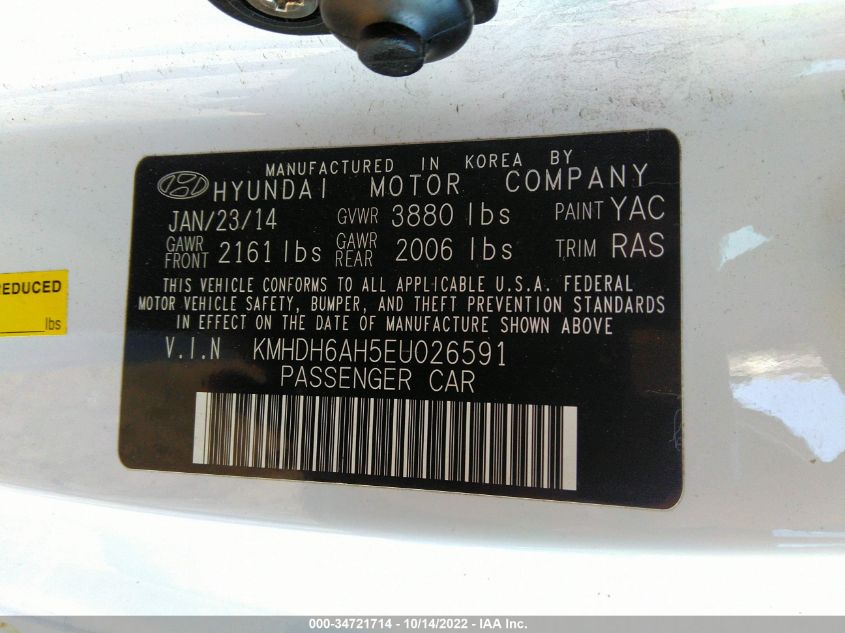 MANUFACTURED IN KOREA BY
HYUNDAI MOTOR COMPANY
JAN/23/14 GVWR 3880 lbs PAINT YAC
GAWR FRONT 2161 lbs GAWR REAR 2006 lbs TRIM RAS
THIS VEHICLE CONFORMS TO ALL APPLICABLE U.S.A. FEDERAL
MOTOR VEHICLE SAFETY, BUMPER, AND THEFT PREVENTION STANDARDS
IN EFFECT ON THE DATE OF MANUFACTURE SHOWN ABOVE
V.I.N KMHDH6AH5EU026591
PASSENGER CAR
REDUCED
lbs
000-34721714 - 10/14/2022 - IAA Inc.